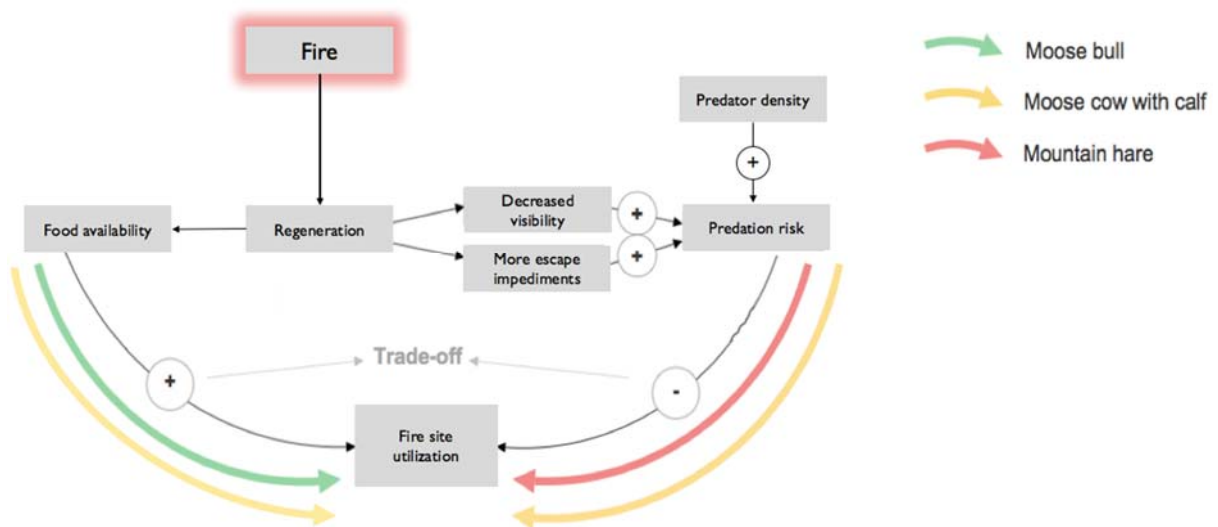 Fire
Moose bull
Moose cow with calf
Mountain hare
Predator density
+
Food availability
Regeneration
Decreased
visibility
+
Predation risk
More escape
impediments
+
Trade-off
+
-
Fire site
utilization